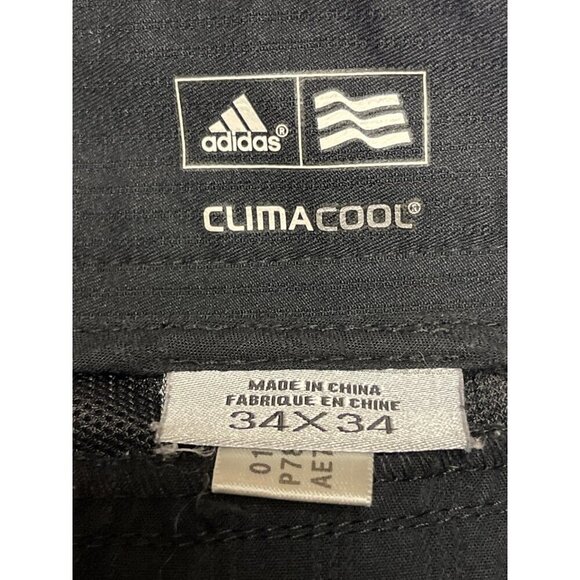 adidas®
CLIMACOOL®
MADE IN CHINA
FABRIQUE EN CHINE
34X34